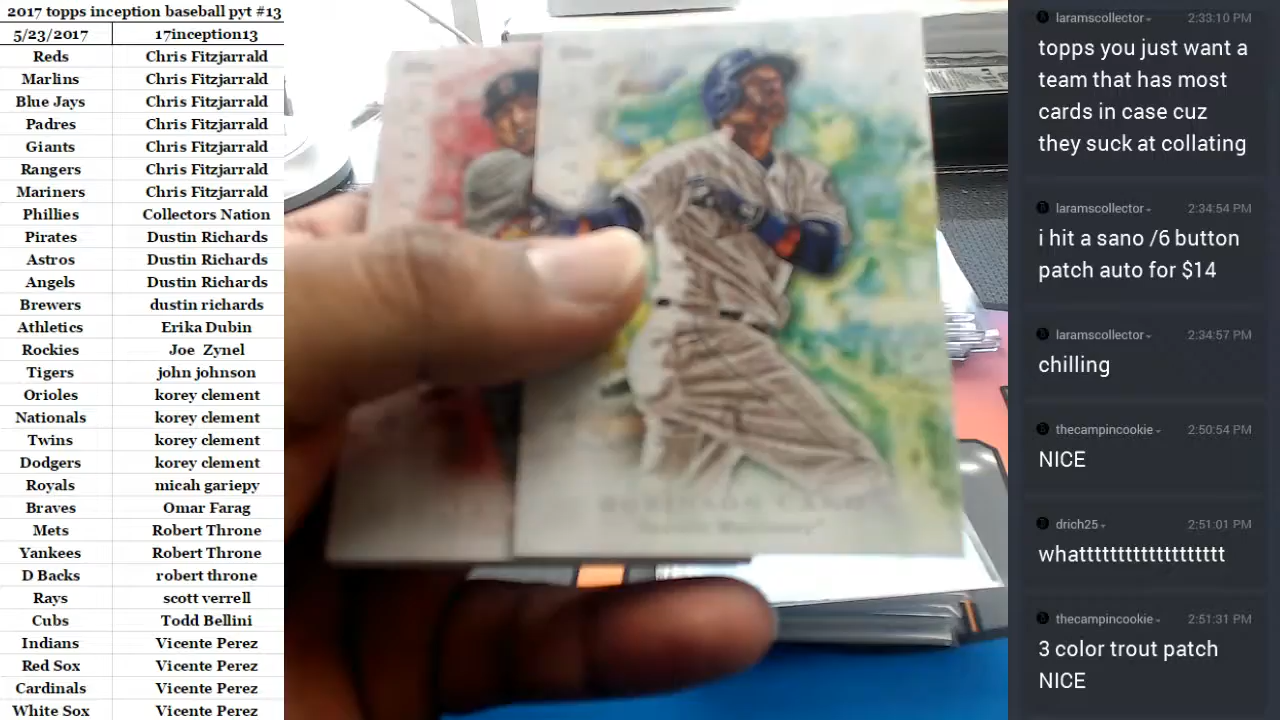 2017 topps inception baseball pyt #13
5/23/2017 17inception13
Reds Chris Fitzjarrald
Marlins Chris Fitzjarrald
Blue Jays Chris Fitzjarrald
Padres Chris Fitzjarrald
Giants Chris Fitzjarrald
Rangers Chris Fitzjarrald
Mariners Chris Fitzjarrald
Phillies Collectors Nation
Pirates Dustin Richards
Astros Dustin Richards
Angels Dustin Richards
Brewers dustin richards
Athletics Erika Dubin
Rockies Joe Zynel
Tigers john johnson
Orioles korey clement
Nationals korey clement
Twins korey clement
Dodgers korey clement
Royals micah gariepy
Braves Omar Farag
Mets Robert Throne
Yankees Robert Throne
D Backs robert throne
Rays scott verrell
Cubs Todd Bellini
Indians Vicente Perez
Red Sox Vicente Perez
Cardinals Vicente Perez
White Sox Vicente Perez
ROBINSON CANO
laramscollector 2:33:10 PM
topps you just want a
team that has most
cards in case cuz
they suck at collating
laramscollector 2:34:54 PM
i hit a sano /6 button
patch auto for $14
laramscollector 2:34:57 PM
chilling
thecampincookie 2:50:54 PM
NICE
drich25 2:51:01 PM
whattttttttttttttttttt
thecampincookie 2:51:31 PM
3 color trout patch
NICE